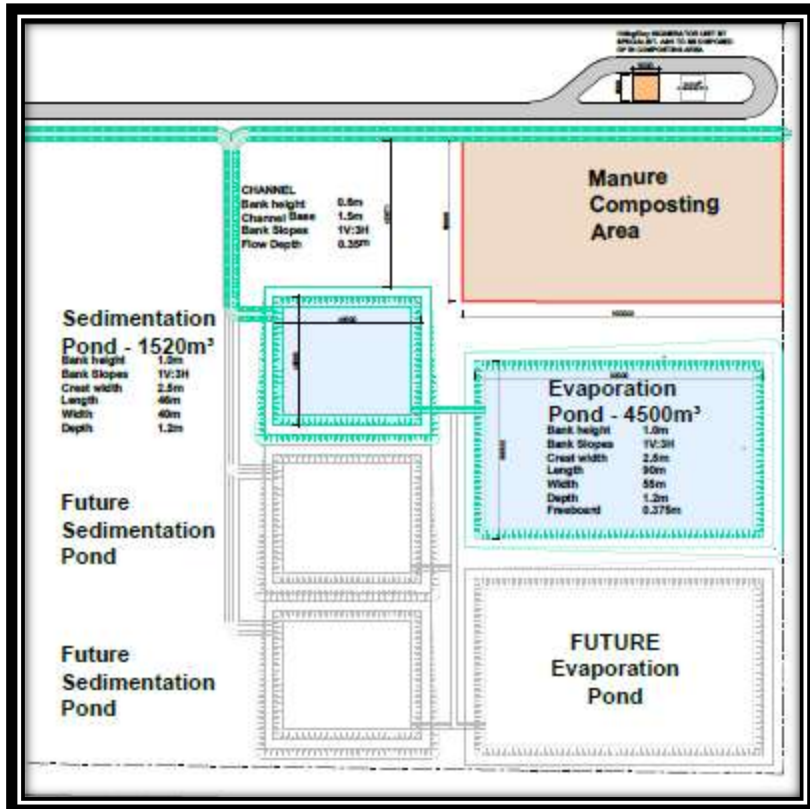 Manure
Composting
Area
CHANNEL
Bank height 0.6m
Channel Base 1.5m
Bank Slopes 1V:3H
Flow Depth 0.35m
Sedimentation
Pond - 1520m³
Bank height 1.0m
Bank Slopes 1V:3H
Crest width 2.5m
Length 46m
Width 40m
Depth 1.2m
Evaporation
Pond - 4500m³
Bank height 1.0m
Bank Slopes 1V:3H
Crest width 2.5m
Length 90m
Width 55m
Depth 1.2m
Freeboard 0.375m
Future
Sedimentation
Pond
Future
Sedimentation
Pond
FUTURE
Evaporation
Pond